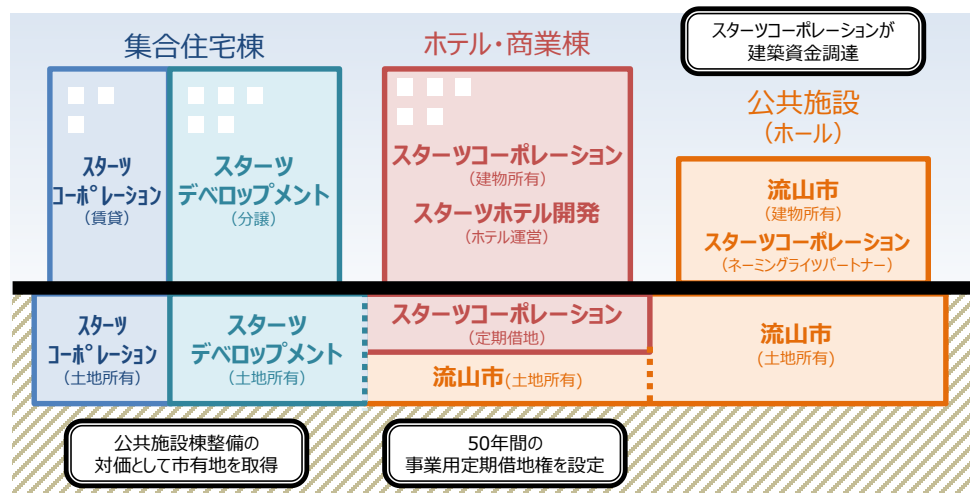 集合住宅棟
ホテル・商業棟
スターツコーポレーションが
建築資金調達
公共施設
(ホール)
スターツ
コーポレーション
(賃貸)
スターツ
デベロップメント
(分譲)
スターツコーポレーション
(建物所有)
スターツホテル開発
(ホテル運営)
流山市
(建物所有)
スターツコーポレーション
(ネーミングライツパートナー)
スターツ
コーポレーション
(土地所有)
スターツ
デベロップメント
(土地所有)
スターツコーポレーション
(定期借地)
流山市(土地所有)
流山市
(土地所有)
公共施設棟整備の
対価として市有地を取得
50年間の
事業用定期借地権を設定